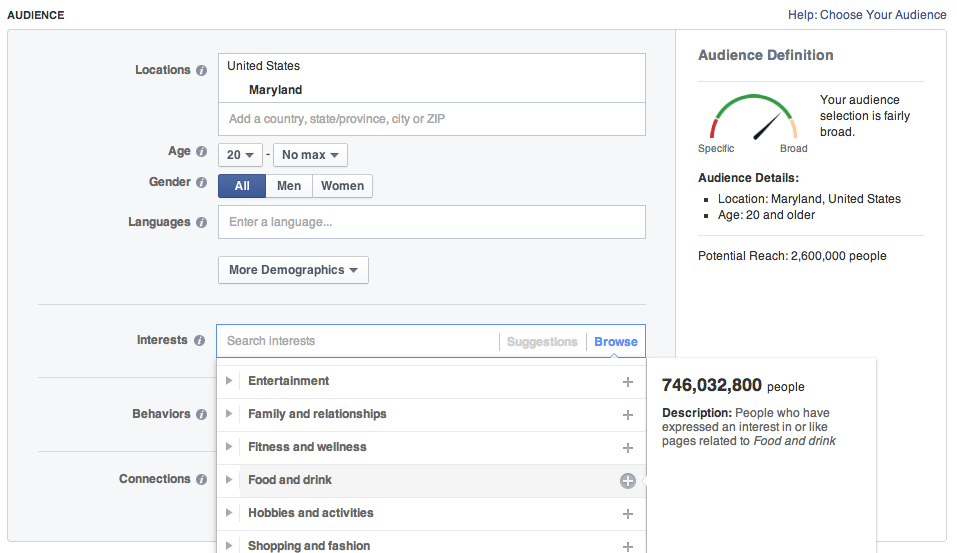 AUDIENCE
Help: Choose Your Audience
Locations i
United States
Maryland
Add a country, state/province, city or ZIP
Age i
20 - No max
Gender i
All Men Women
Languages i
Enter a language...
More Demographics
Interests i
Search interests Suggestions Browse
Entertainment +
Family and relationships +
Fitness and wellness +
Food and drink +
Hobbies and activities +
Shopping and fashion +
Behaviors i
Connections i
746,032,800 people
Description: People who have
expressed an interest in or like
pages related to Food and drink
Audience Definition
Your audience
selection is fairly
broad.
Specific Broad
Audience Details:
▪ Location: Maryland, United States
▪ Age: 20 and older
Potential Reach: 2,600,000 people